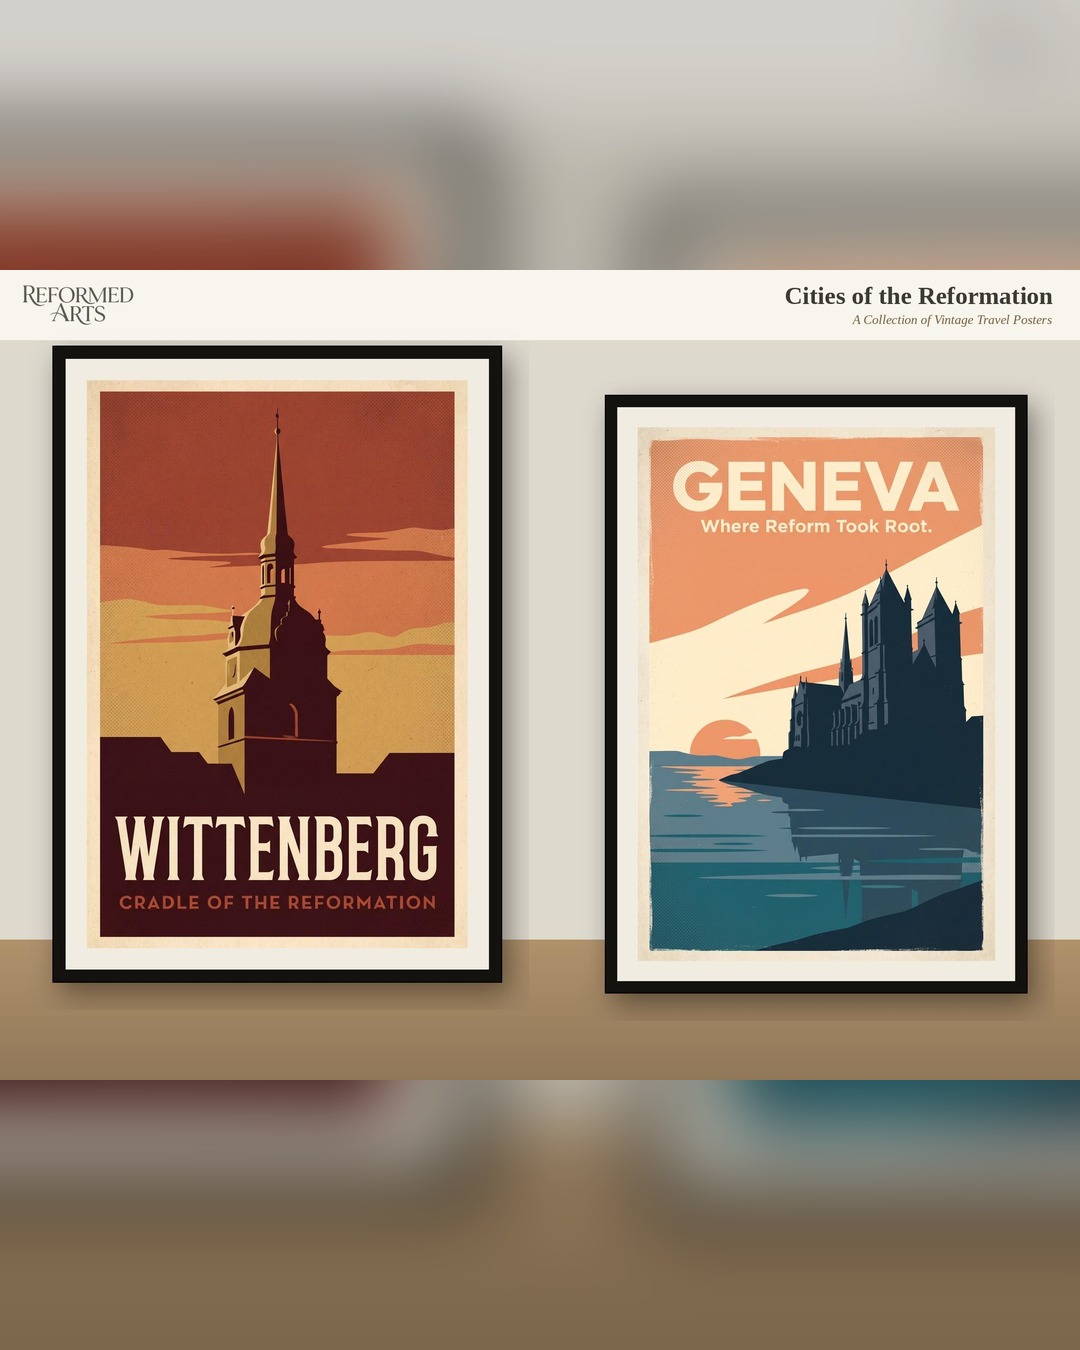 REFORMED
ARTS
Cities of the Reformation
A Collection of Vintage Travel Posters
WITTENBERG
CRADLE OF THE REFORMATION
GENEVA
Where Reform Took Root.